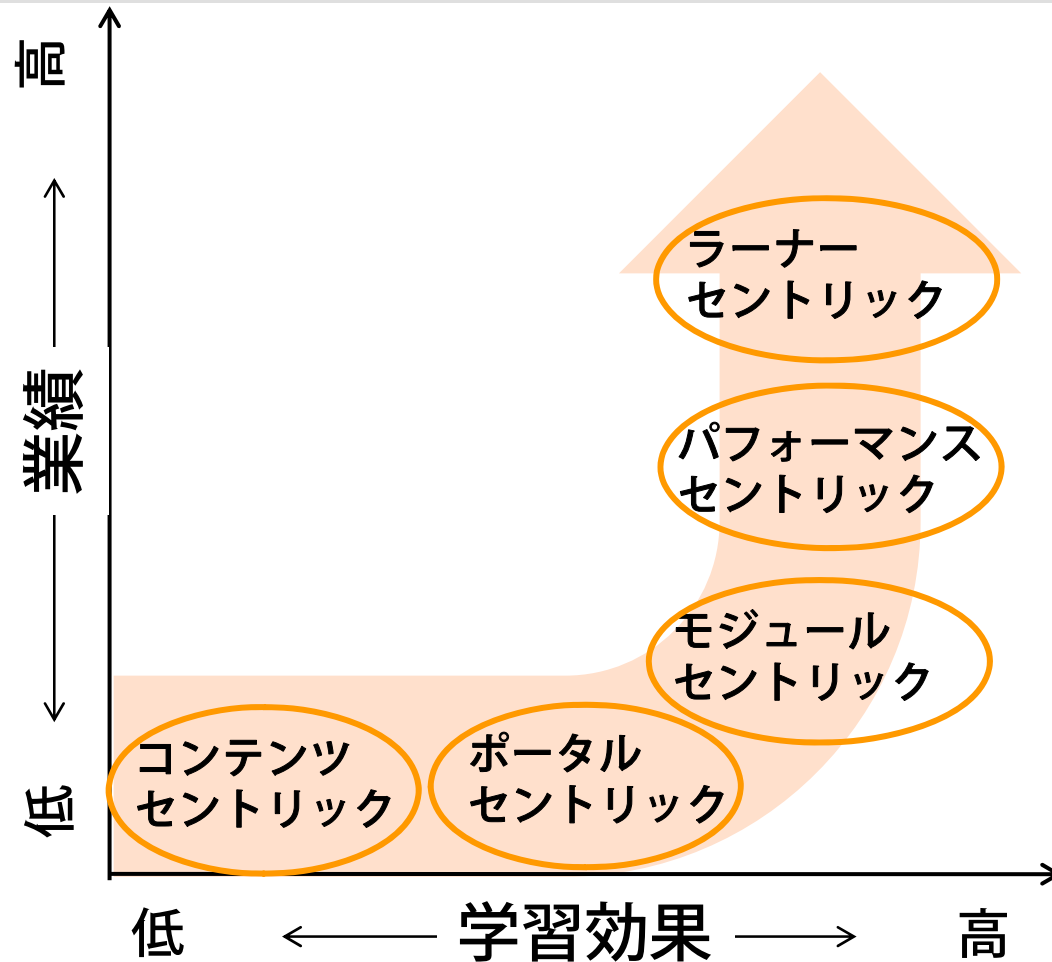 高
業績
低
ラーナー
セントリック
パフォーマンス
セントリック
モジュール
セントリック
コンテンツ
セントリック
ポータル
セントリック
低
学習効果
高